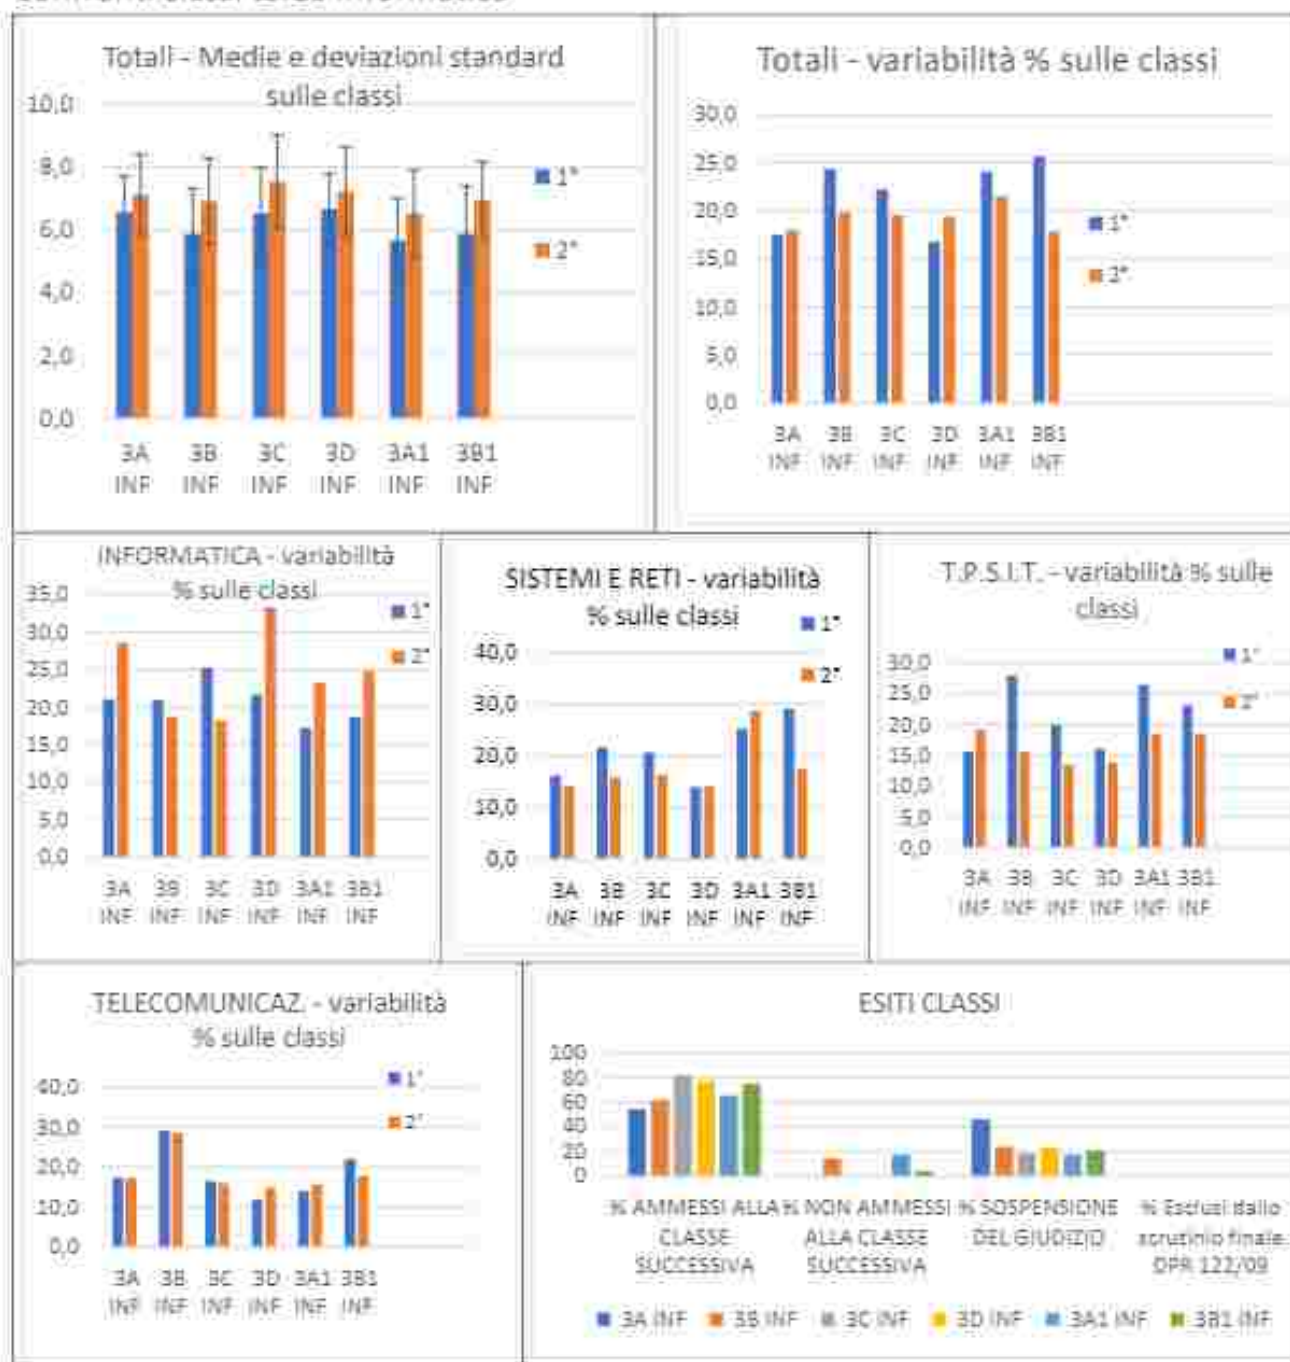 Totali - Medie e deviazioni standard
sulle classi
10,0
8,0
6,0
4,0
2,0
0,0
1°
2°
3A 3B 3C 3D 3A1 3B1
INF INF INF INF INF INF
Totali - variabilità % sulle classi
30,0
25,0
20,0
15,0
10,0
5,0
0,0
1°
2°
3A 3B 3C 3D 3A1 3B1
INF INF INF INF INF INF
INFORMATICA - variabilità
% sulle classi
35,0
30,0
25,0
20,0
15,0
10,0
5,0
0,0
1°
2°
3A 3B 3C 3D 3A1 3B1
INF INF INF INF INF INF
SISTEMI E RETI - variabilità
% sulle classi
40,0
30,0
20,0
10,0
0,0
1°
2°
3A 3B 3C 3D 3A1 3B1
INF INF INF INF INF INF
T.P.S.I.T. - variabilità % sulle
classi
30,0
25,0
20,0
15,0
10,0
5,0
0,0
1°
2°
3A 3B 3C 3D 3A1 3B1
INF INF INF INF INF INF
TELECOMUNICAZ. - variabilità
% sulle classi
40,0
30,0
20,0
10,0
0,0
1°
2°
3A 3B 3C 3D 3A1 3B1
INF INF INF INF INF INF
ESITI CLASSI
100
80
60
40
20
0
% AMMESSI ALLA % NON AMMESSI % SOSPENSIONE % Esclusi dallo
CLASSE ALLA CLASSE DEL GIUDIZIO scrutinio finale
SUCCESSIVA SUCCESSIVA DPR 122/09
3A INF 3B INF 3C INF 3D INF 3A1 INF 3B1 INF